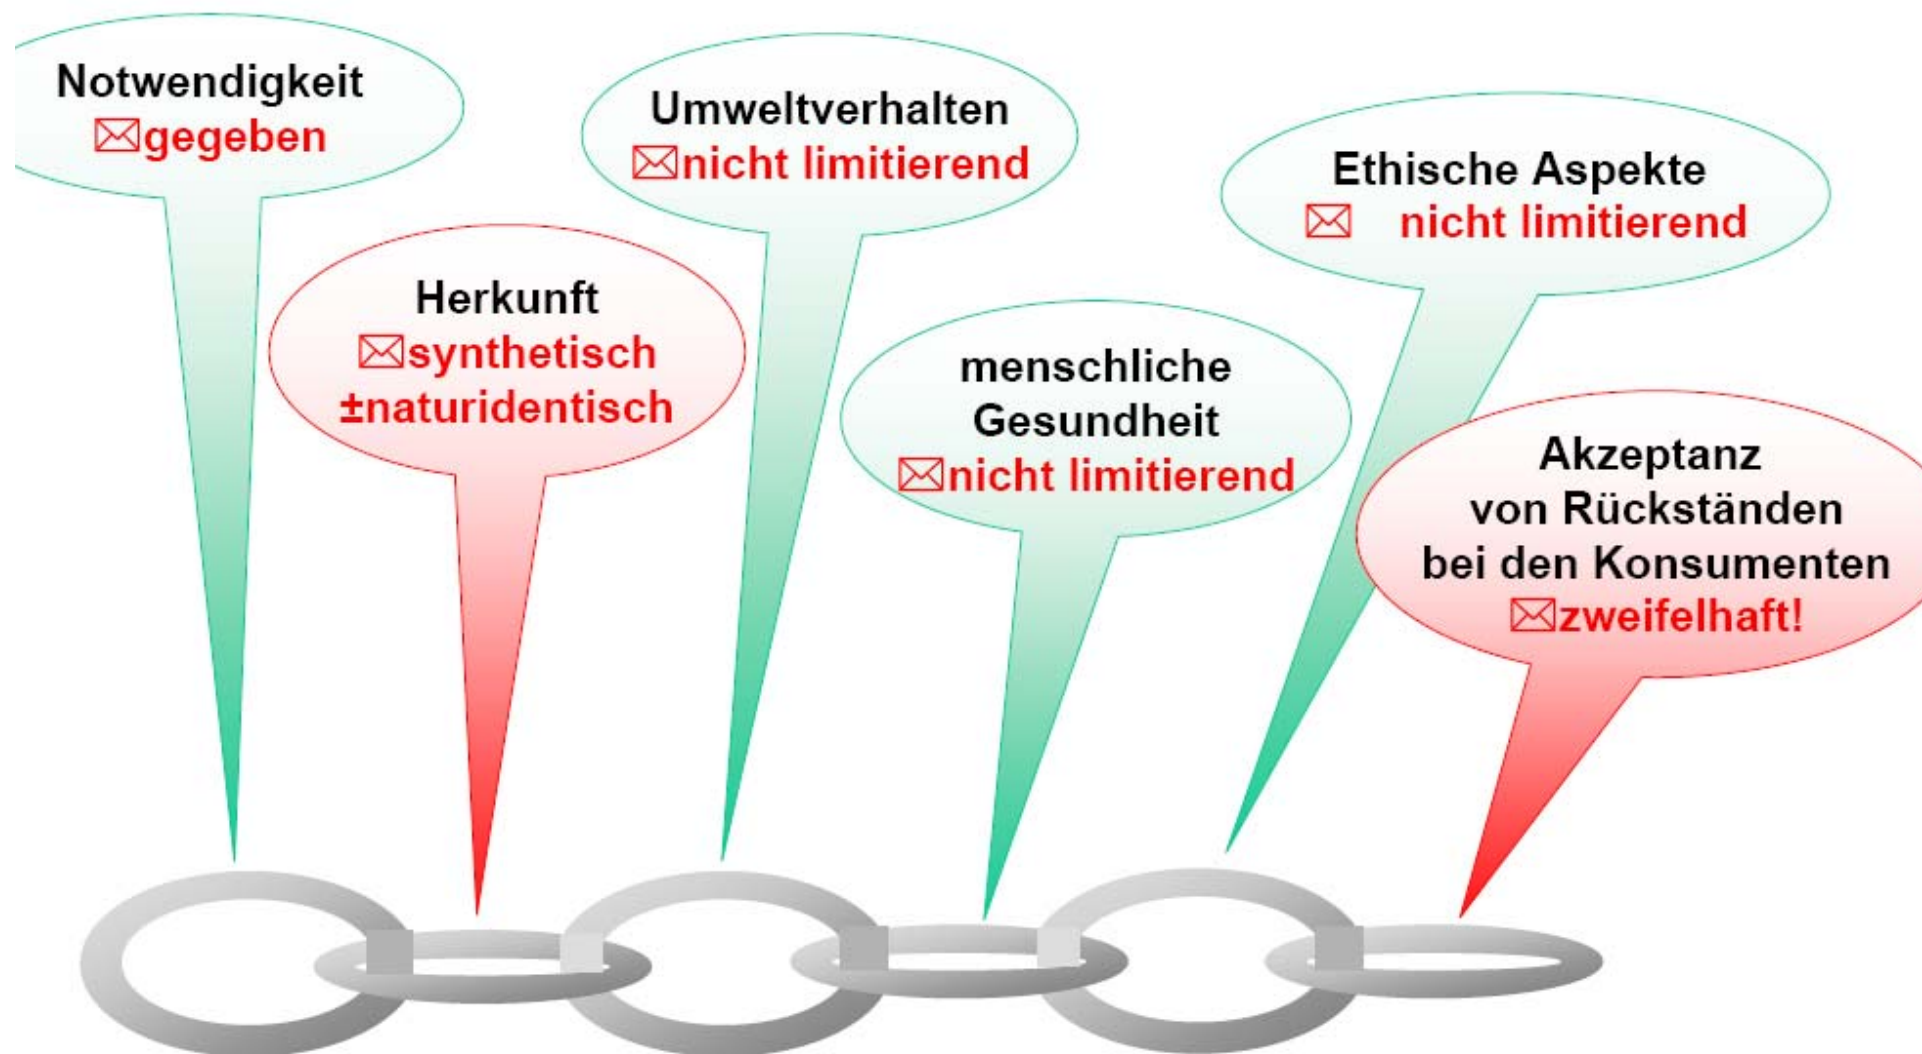 Notwendigkeit
✉gegeben
Herkunft
✉synthetisch
±naturidentisch
Umweltverhalten
✉nicht limitierend
menschliche
Gesundheit
✉nicht limitierend
Ethische Aspekte
✉ nicht limitierend
Akzeptanz
von Rückständen
bei den Konsumenten
✉zweifelhaft!